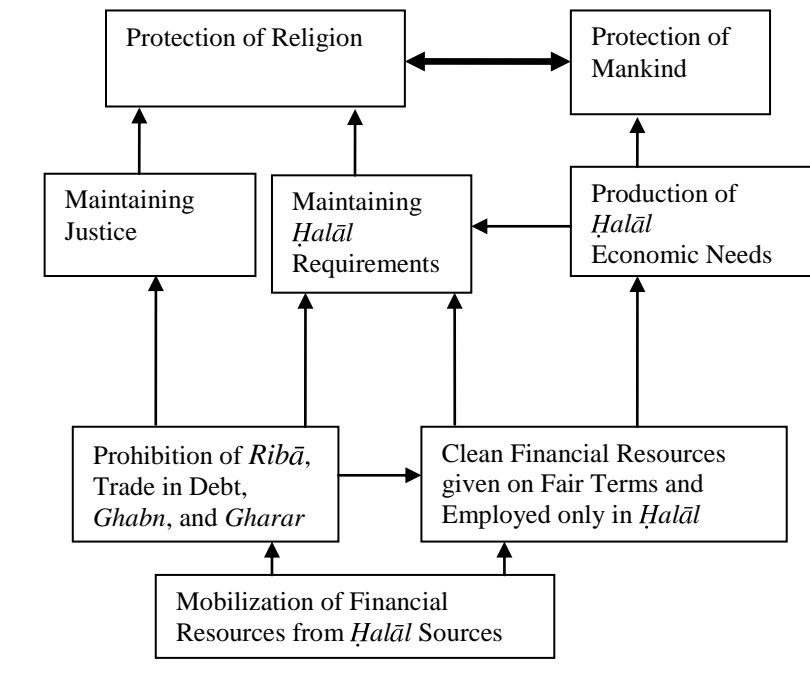 Protection of Religion
Protection of
Mankind
Maintaining
Justice
Maintaining
Ḥalāl
Requirements
Production of
Ḥalāl
Economic Needs
Prohibition of Ribā,
Trade in Debt,
Ghabn, and Gharar
Clean Financial Resources
given on Fair Terms and
Employed only in Ḥalāl
Mobilization of Financial
Resources from Ḥalāl Sources